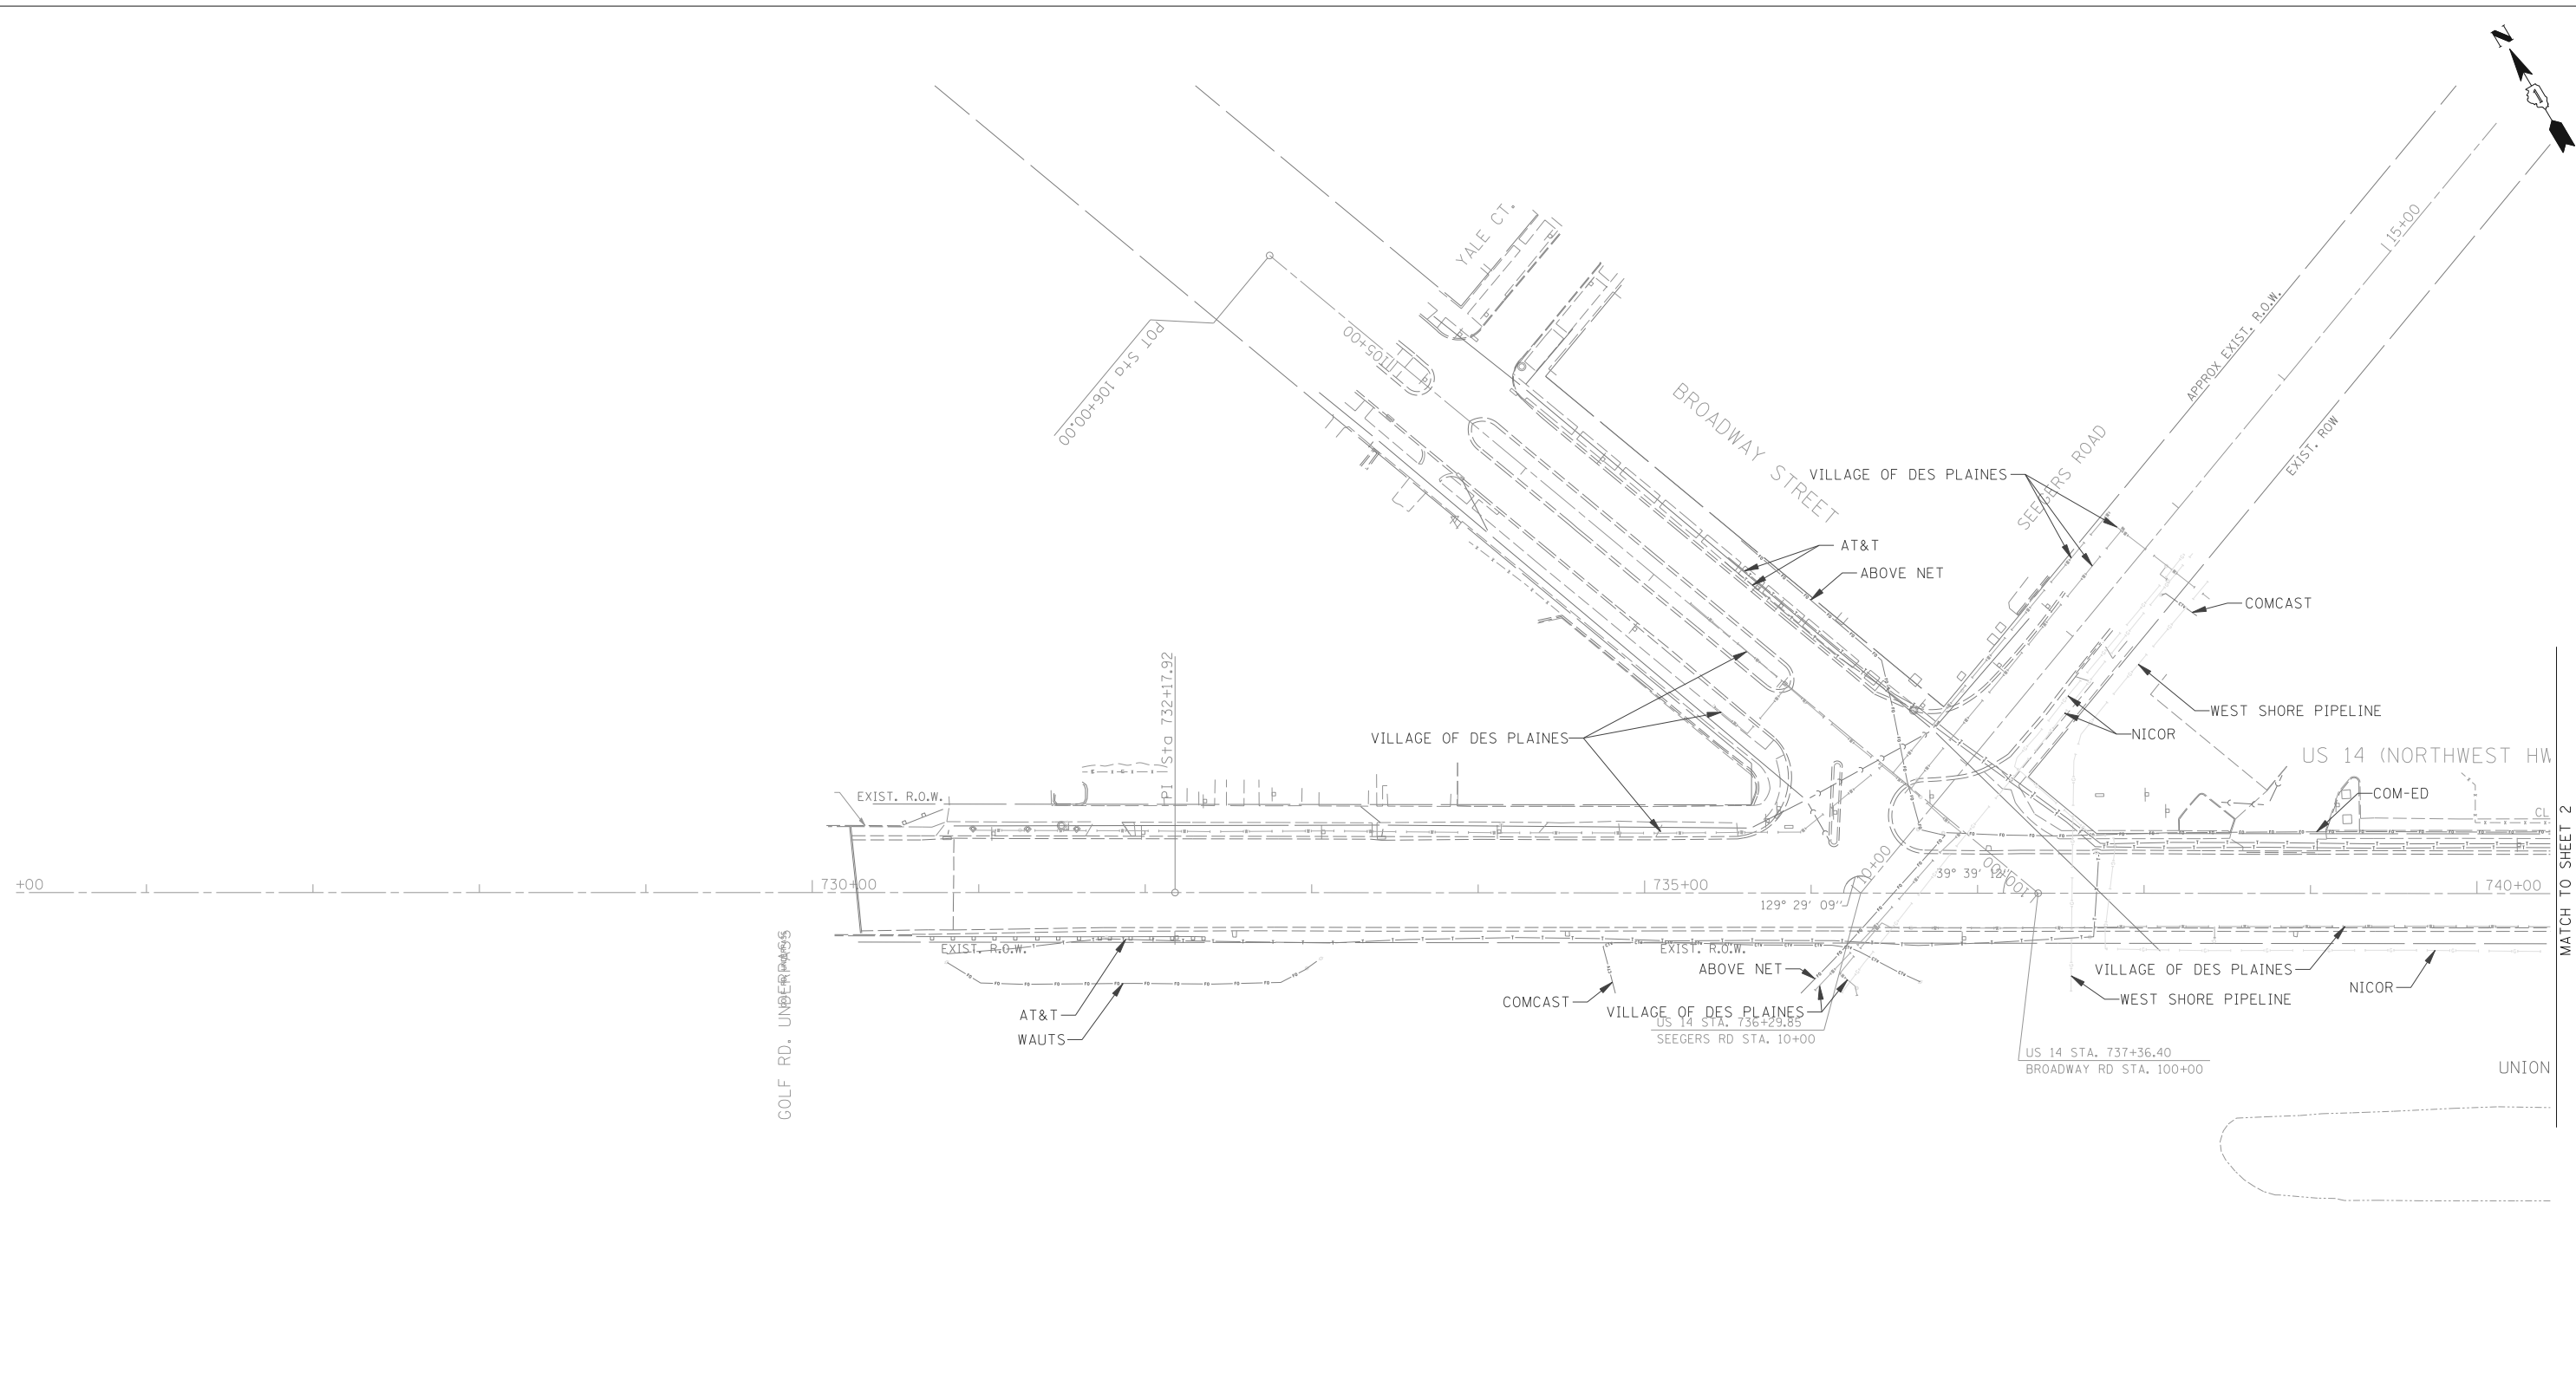 N
YALE CT.
15+00
POT Sta 106+00.00
105+00
APPROX EXIST. R.O.W.
BROADWAY STREET
EXIST. ROW
SEEGERS ROAD
VILLAGE OF DES PLAINES
AT&T
ABOVE NET
COMCAST
PI Sta 732+17.92
WEST SHORE PIPELINE
VILLAGE OF DES PLAINES
NICOR
US 14 (NORTHWEST HW
EXIST. R.O.W.
COM-ED
CL
MATCH TO SHEET 2
+00
730+00
735+00
10+00
39° 39' 12"
100+00
740+00
129° 29' 09"
EXIST. R.O.W.
EXIST. R.O.W.
GOLF RD. UNDERPASS
ABOVE NET
VILLAGE OF DES PLAINES
COMCAST
NICOR
WEST SHORE PIPELINE
AT&T
VILLAGE OF DES PLAINES
US 14 STA. 736+29.85
SEEGERS RD STA. 10+00
WAUTS
US 14 STA. 737+36.40
BROADWAY RD STA. 100+00
UNION